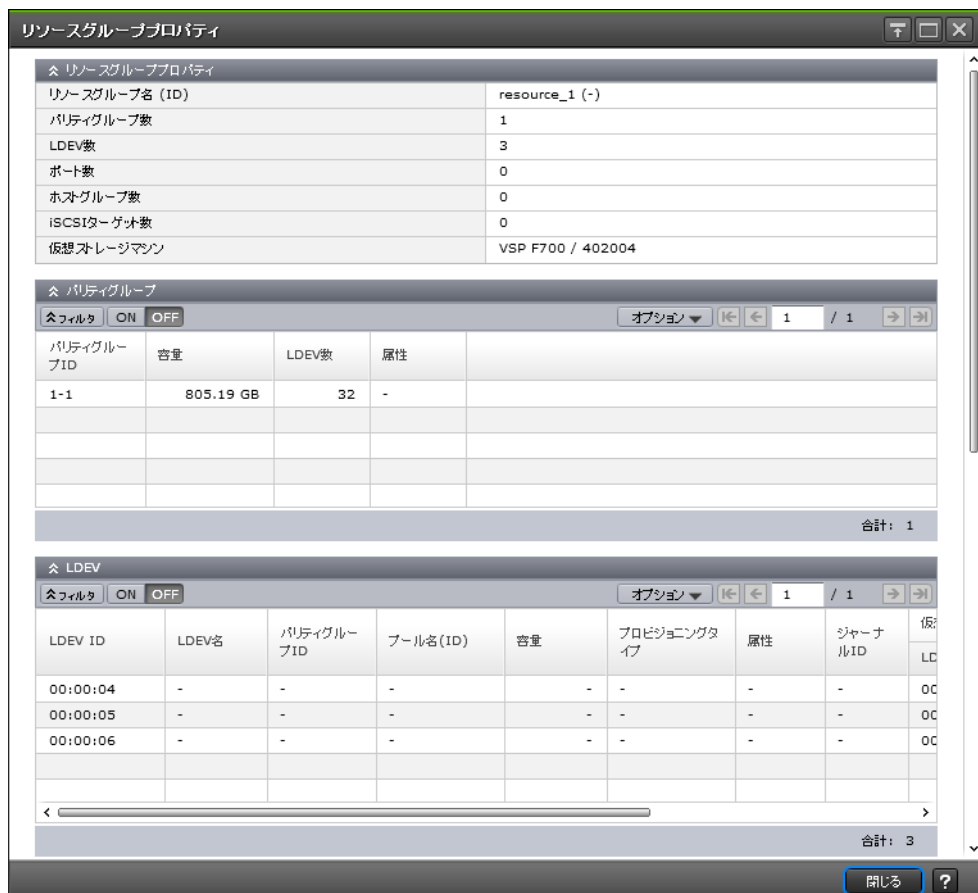 リソースグループプロパティ
リソースグループプロパティ
リソースグループ名 (ID) resource_1 (-)
パリティグループ数 1
LDEV数 3
ポート数 0
ホストグループ数 0
iSCSIターゲット数 0
仮想ストレージマシン VSP F700 / 402004
パリティグループ
フィルタ ON OFF オプション 1 / 1
パリティグルー
プID 容量 LDEV数 属性
1-1 805.19 GB 32 -
合計: 1
LDEV
フィルタ ON OFF オプション 1 / 1
LDEV ID LDEV名 パリティグルー
プID プール名(ID) 容量 プロビジョニングタ
イプ 属性 ジャーナ
ルID 仮 LD
00:00:04 - - - - - - - 00
00:00:05 - - - - - - - 00
00:00:06 - - - - - - - 00
合計: 3
閉じる ?